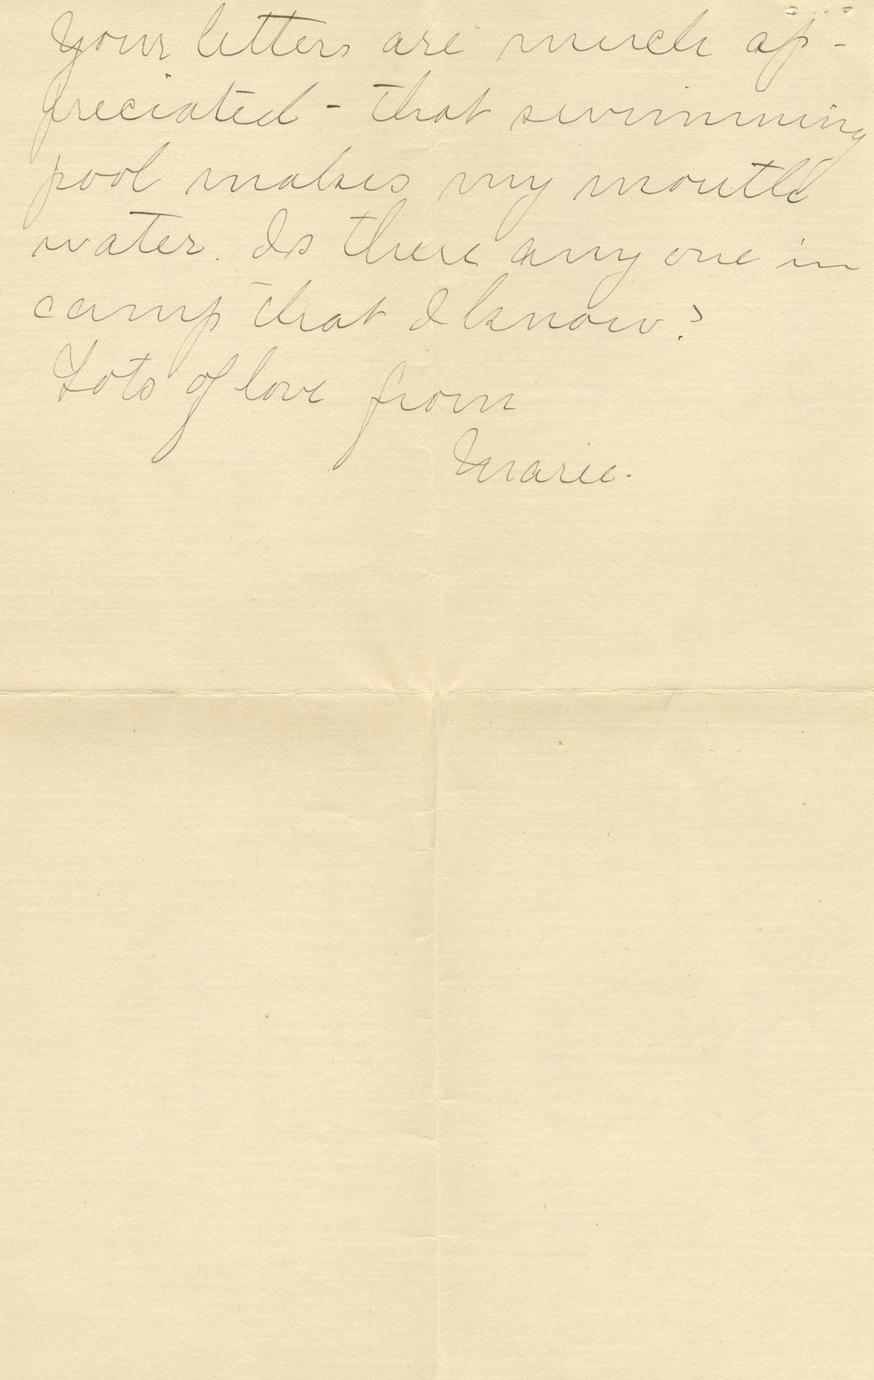 Your letters are much ap-
preciated - that swimming
pool makes my mouth
water. Is there any one in
camp that I know?
Lots of love from
Marie.